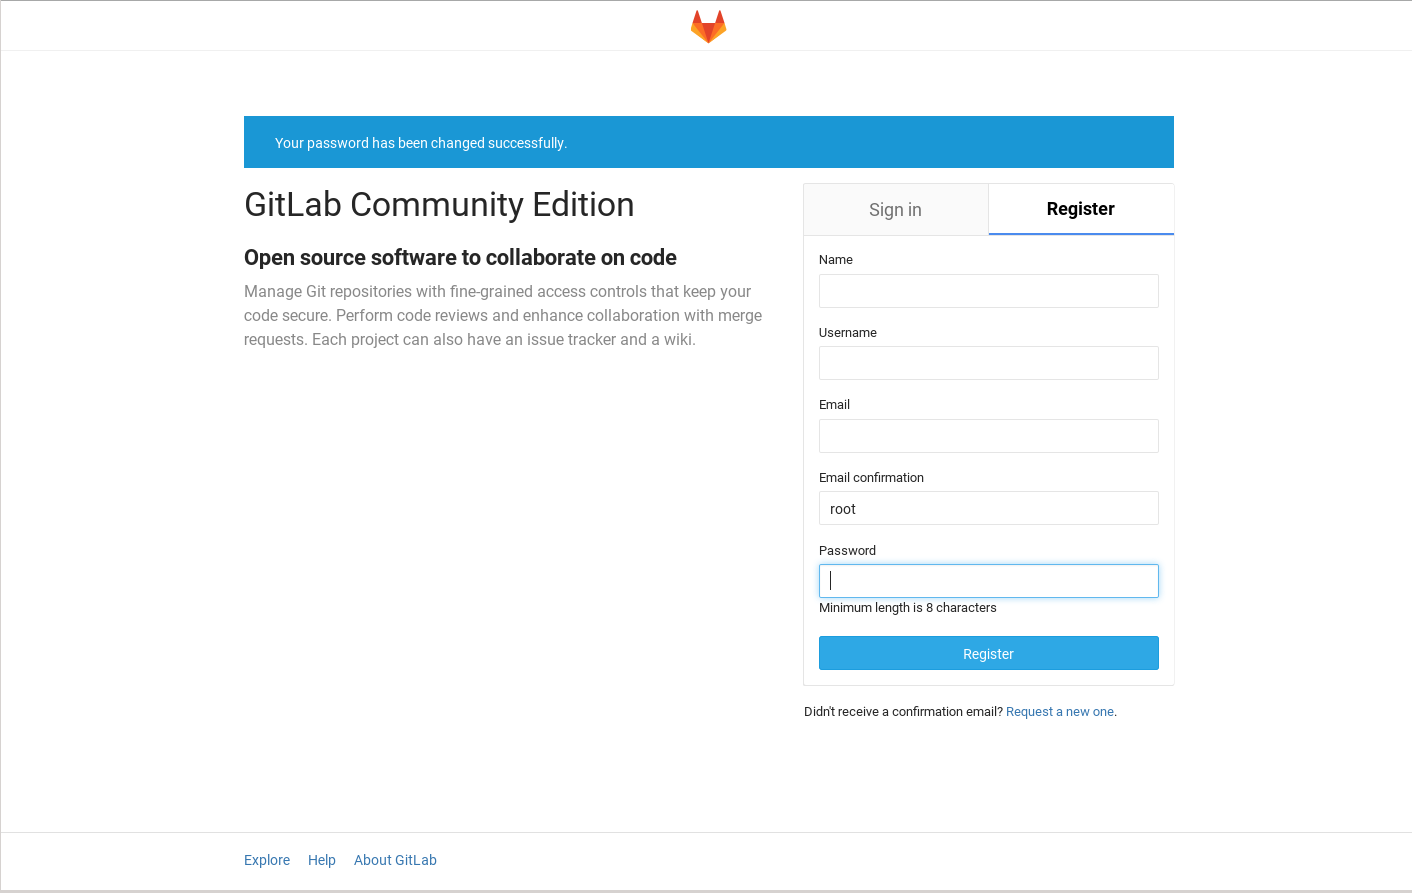 Your password has been changed successfully.
GitLab Community Edition
Open source software to collaborate on code
Manage Git repositories with fine-grained access controls that keep your
code secure. Perform code reviews and enhance collaboration with merge
requests. Each project can also have an issue tracker and a wiki.
Sign in
Register
Name
Username
Email
Email confirmation
root
Password
Minimum length is 8 characters
Register
Didn't receive a confirmation email? Request a new one.
Explore Help About GitLab